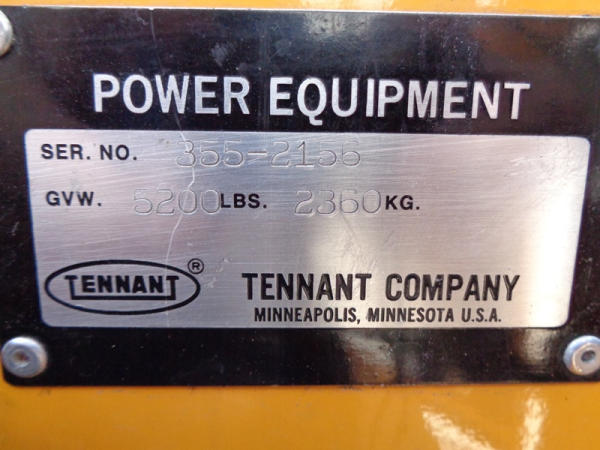 POWER EQUIPMENT
SER. NO. 355-2156
GVW. 5200 LBS. 2360 KG.
TENNANT ® TENNANT COMPANY
MINNEAPOLIS, MINNESOTA U.S.A.